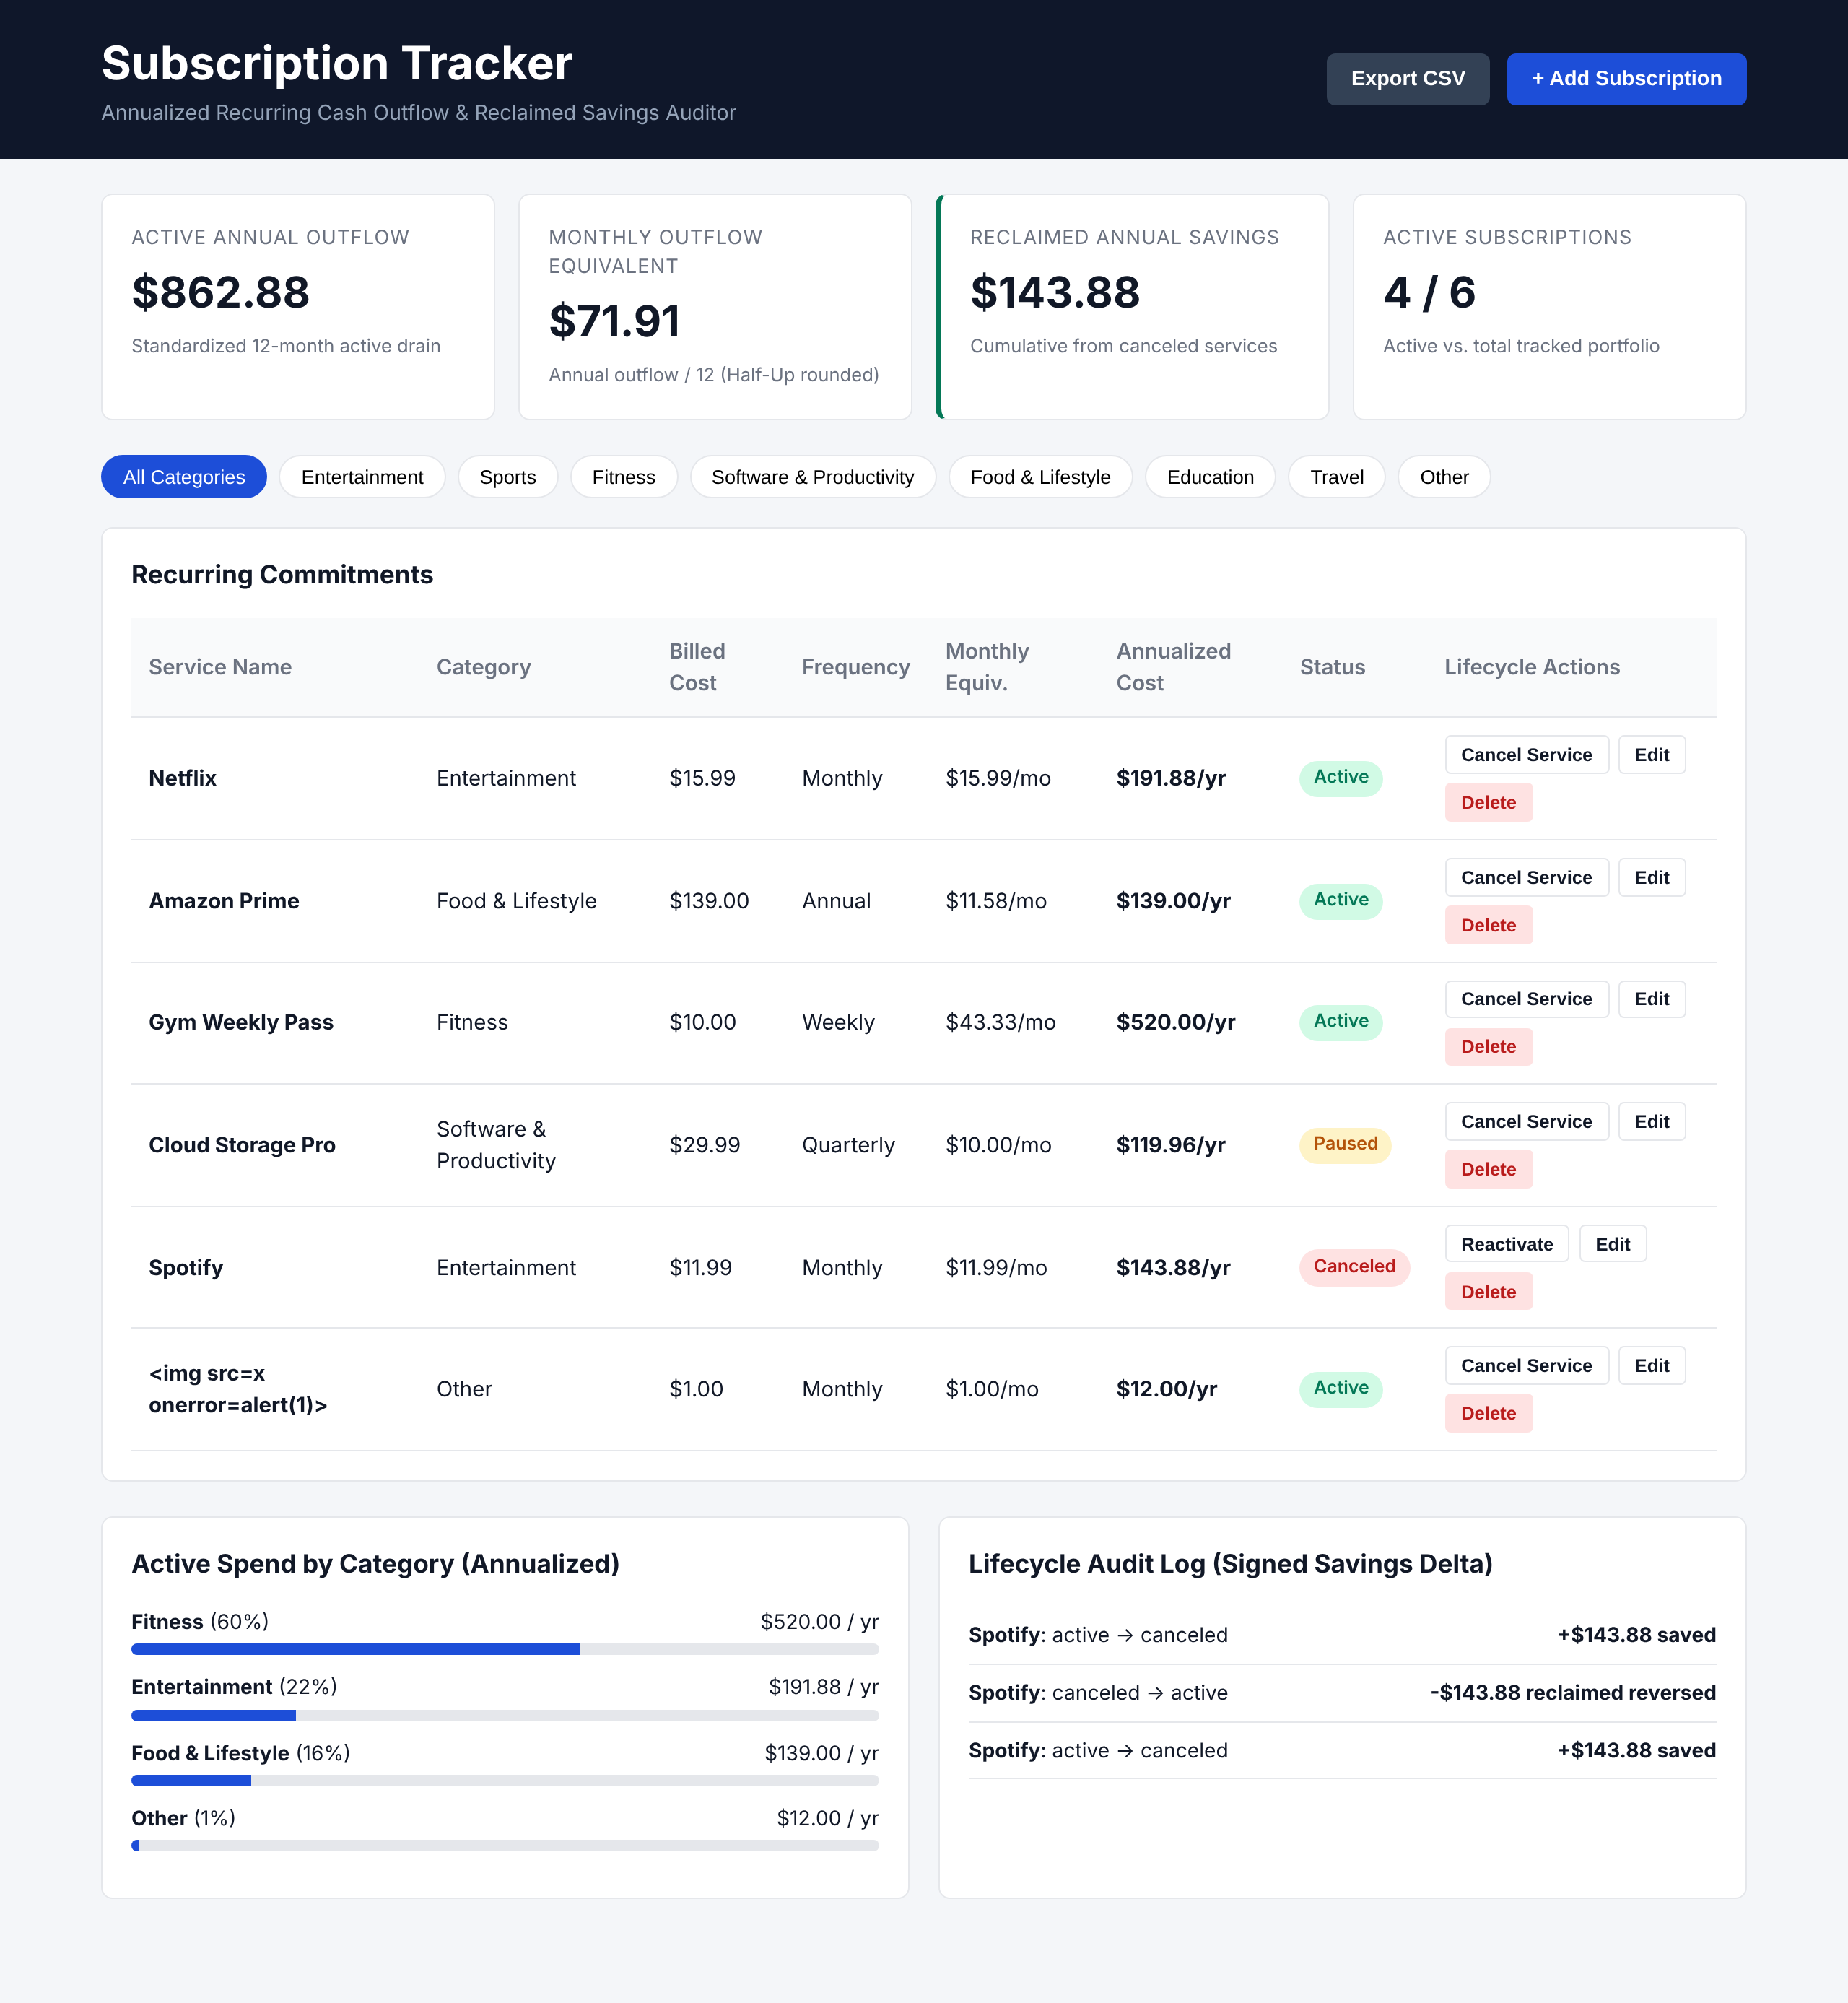 Subscription Tracker
Annualized Recurring Cash Outflow & Reclaimed Savings Auditor
Export CSV
+ Add Subscription
ACTIVE ANNUAL OUTFLOW
$862.88
Standardized 12-month active drain
MONTHLY OUTFLOW
EQUIVALENT
$71.91
Annual outflow / 12 (Half-Up rounded)
RECLAIMED ANNUAL SAVINGS
$143.88
Cumulative from canceled services
ACTIVE SUBSCRIPTIONS
4 / 6
Active vs. total tracked portfolio
All Categories Entertainment Sports Fitness Software & Productivity Food & Lifestyle Education Travel Other
Recurring Commitments
Service Name Category Billed Cost Frequency Monthly Equiv. Annualized Cost Status Lifecycle Actions
Netflix Entertainment $15.99 Monthly $15.99/mo $191.88/yr Active Cancel Service Edit
Delete
Amazon Prime Food & Lifestyle $139.00 Annual $11.58/mo $139.00/yr Active Cancel Service Edit
Delete
Gym Weekly Pass Fitness $10.00 Weekly $43.33/mo $520.00/yr Active Cancel Service Edit
Delete
Cloud Storage Pro Software & Productivity $29.99 Quarterly $10.00/mo $119.96/yr Paused Cancel Service Edit
Delete
Spotify Entertainment $11.99 Monthly $11.99/mo $143.88/yr Canceled Reactivate Edit
Delete
<img src=x onerror=alert(1)> Other $1.00 Monthly $1.00/mo $12.00/yr Active Cancel Service Edit
Delete
Active Spend by Category (Annualized)
Fitness (60%) $520.00 / yr
Entertainment (22%) $191.88 / yr
Food & Lifestyle (16%) $139.00 / yr
Other (1%) $12.00 / yr
Lifecycle Audit Log (Signed Savings Delta)
Spotify: active → canceled +$143.88 saved
Spotify: canceled → active -$143.88 reclaimed reversed
Spotify: active → canceled +$143.88 saved